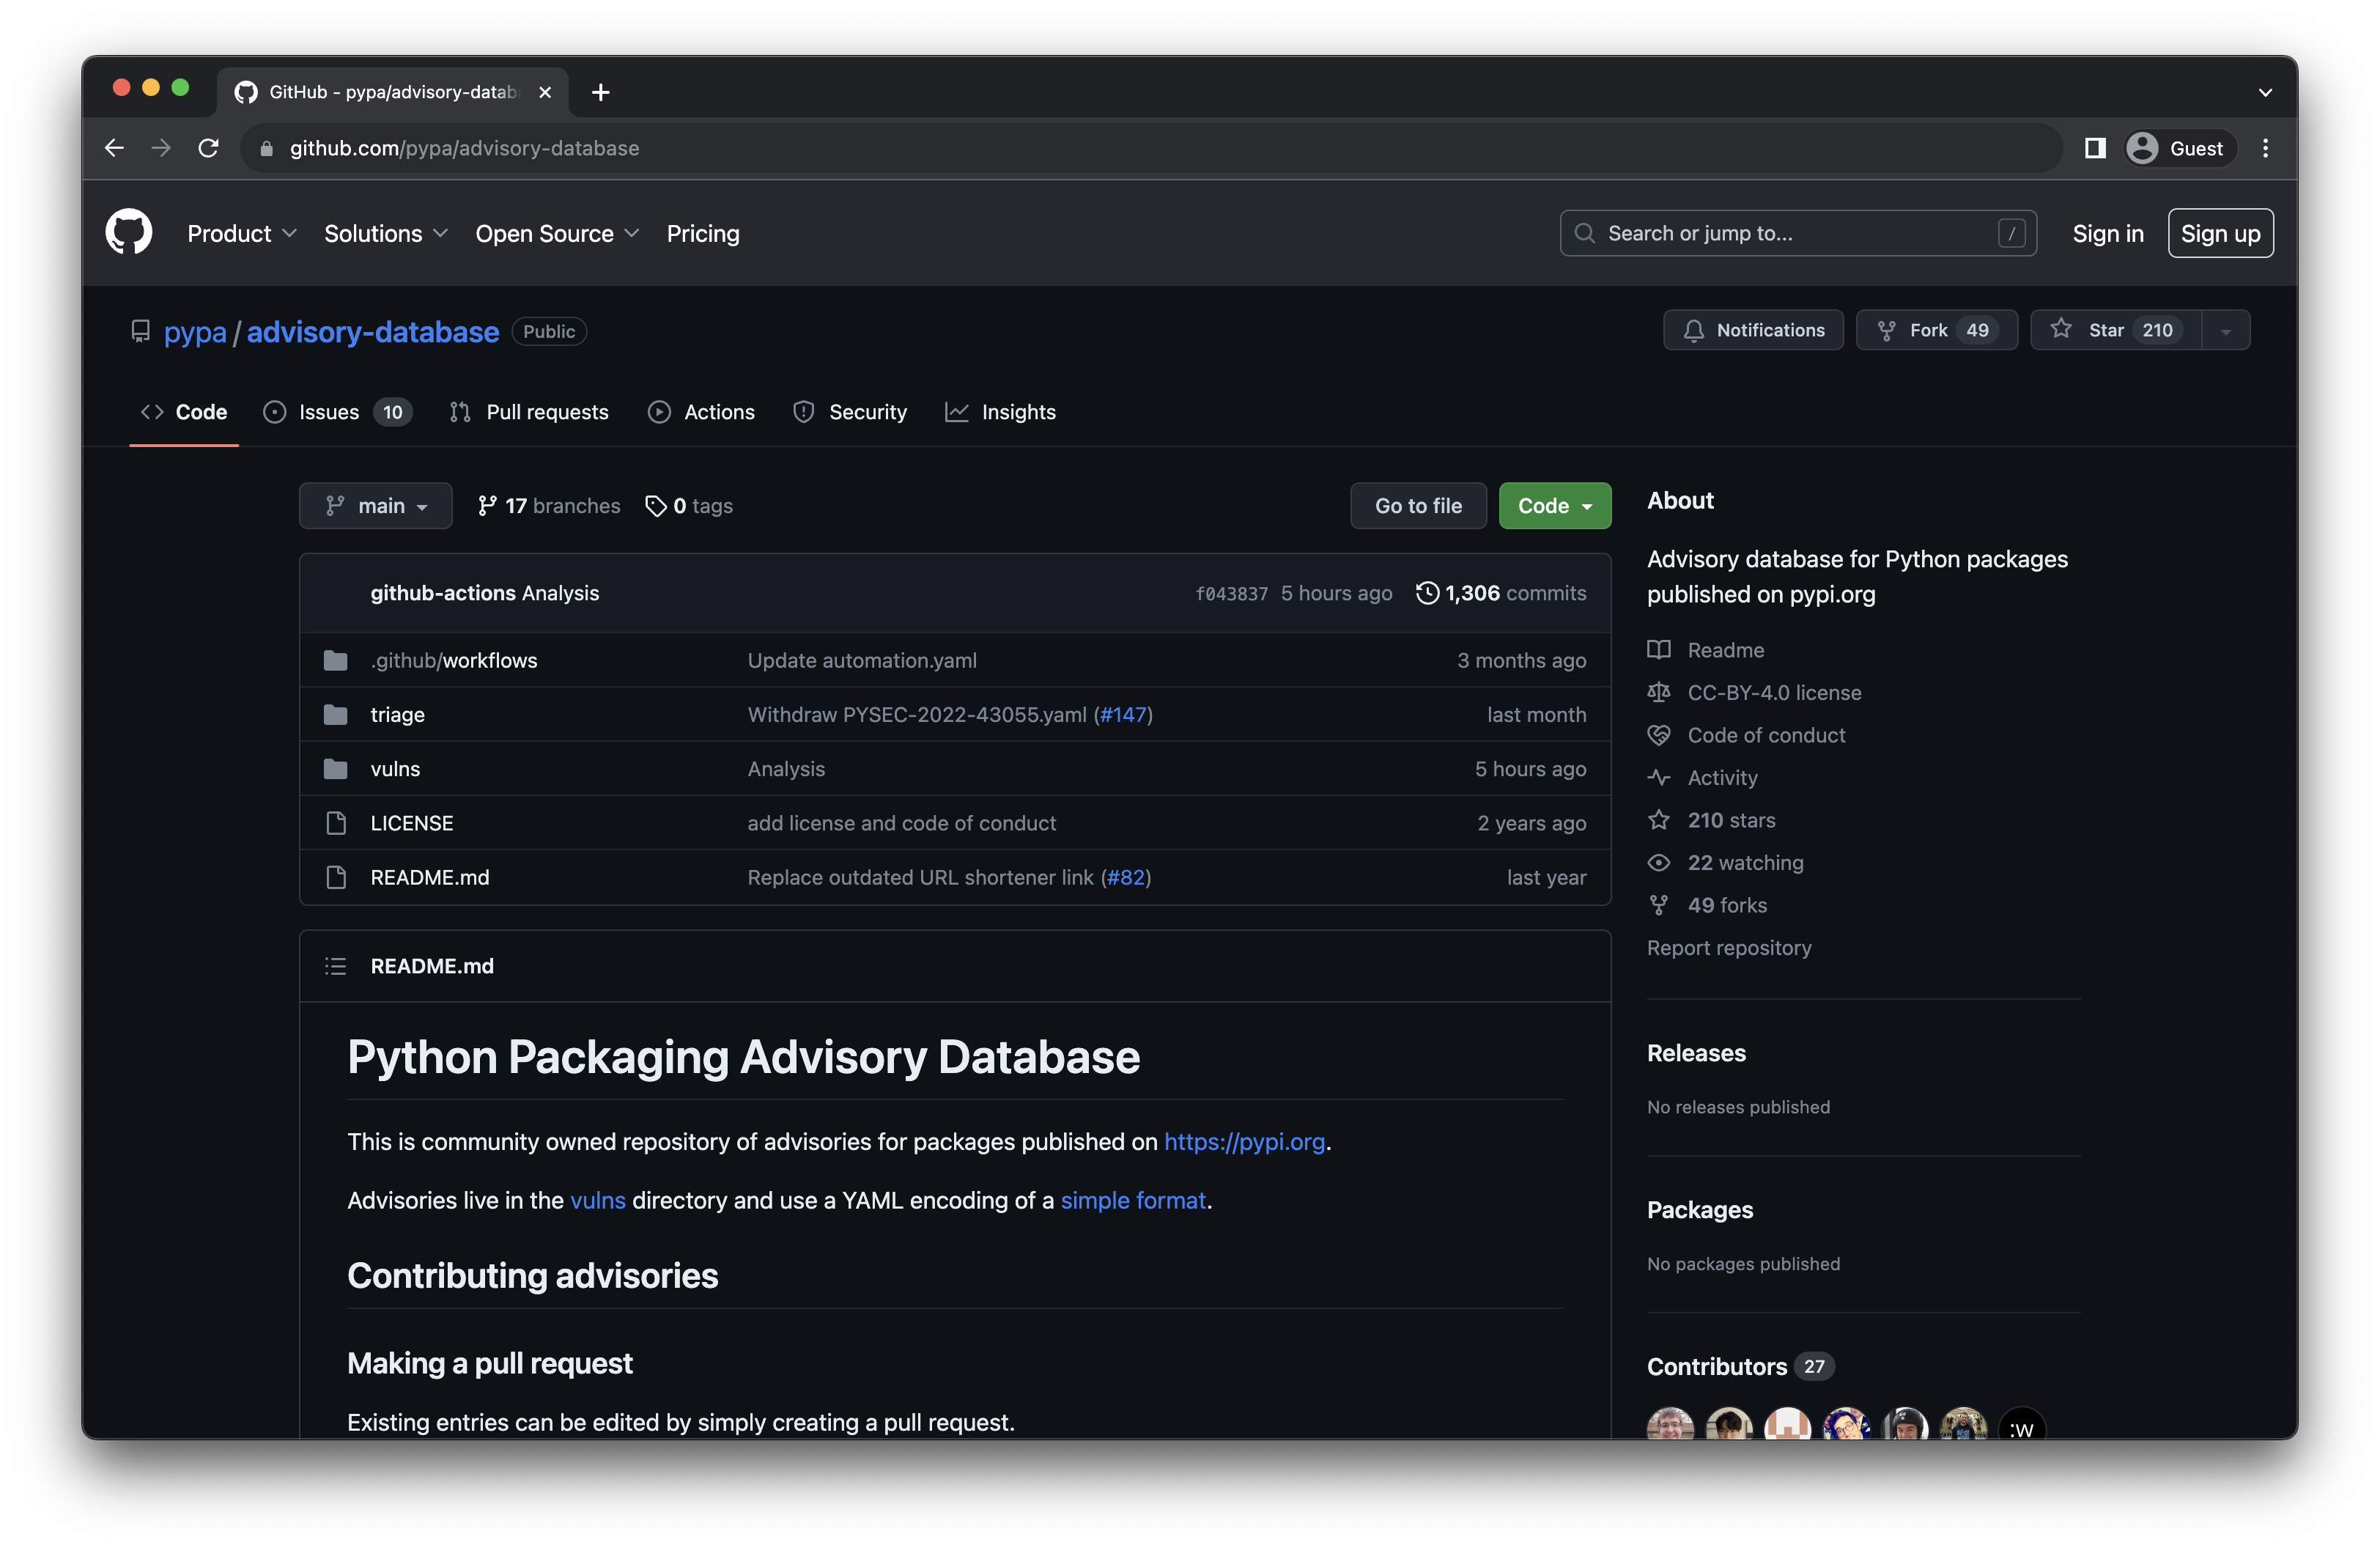 GitHub - pypa/advisory-datab
github.com/pypa/advisory-database
Guest
Product
Solutions
Open Source
Pricing
Search or jump to...
/
Sign in
Sign up
pypa / advisory-database
Public
Notifications
Fork 49
Star 210
Code
Issues 10
Pull requests
Actions
Security
Insights
main
17 branches
0 tags
Go to file
Code
github-actions Analysis
f043837 5 hours ago
1,306 commits
.github/workflows
Update automation.yaml
3 months ago
triage
Withdraw PYSEC-2022-43055.yaml (#147)
last month
vulns
Analysis
5 hours ago
LICENSE
add license and code of conduct
2 years ago
README.md
Replace outdated URL shortener link (#82)
last year
README.md
Python Packaging Advisory Database
This is community owned repository of advisories for packages published on https://pypi.org.
Advisories live in the vulns directory and use a YAML encoding of a simple format.
Contributing advisories
Making a pull request
Existing entries can be edited by simply creating a pull request.
About
Advisory database for Python packages
published on pypi.org
Readme
CC-BY-4.0 license
Code of conduct
Activity
210 stars
22 watching
49 forks
Report repository
Releases
No releases published
Packages
No packages published
Contributors 27
:W